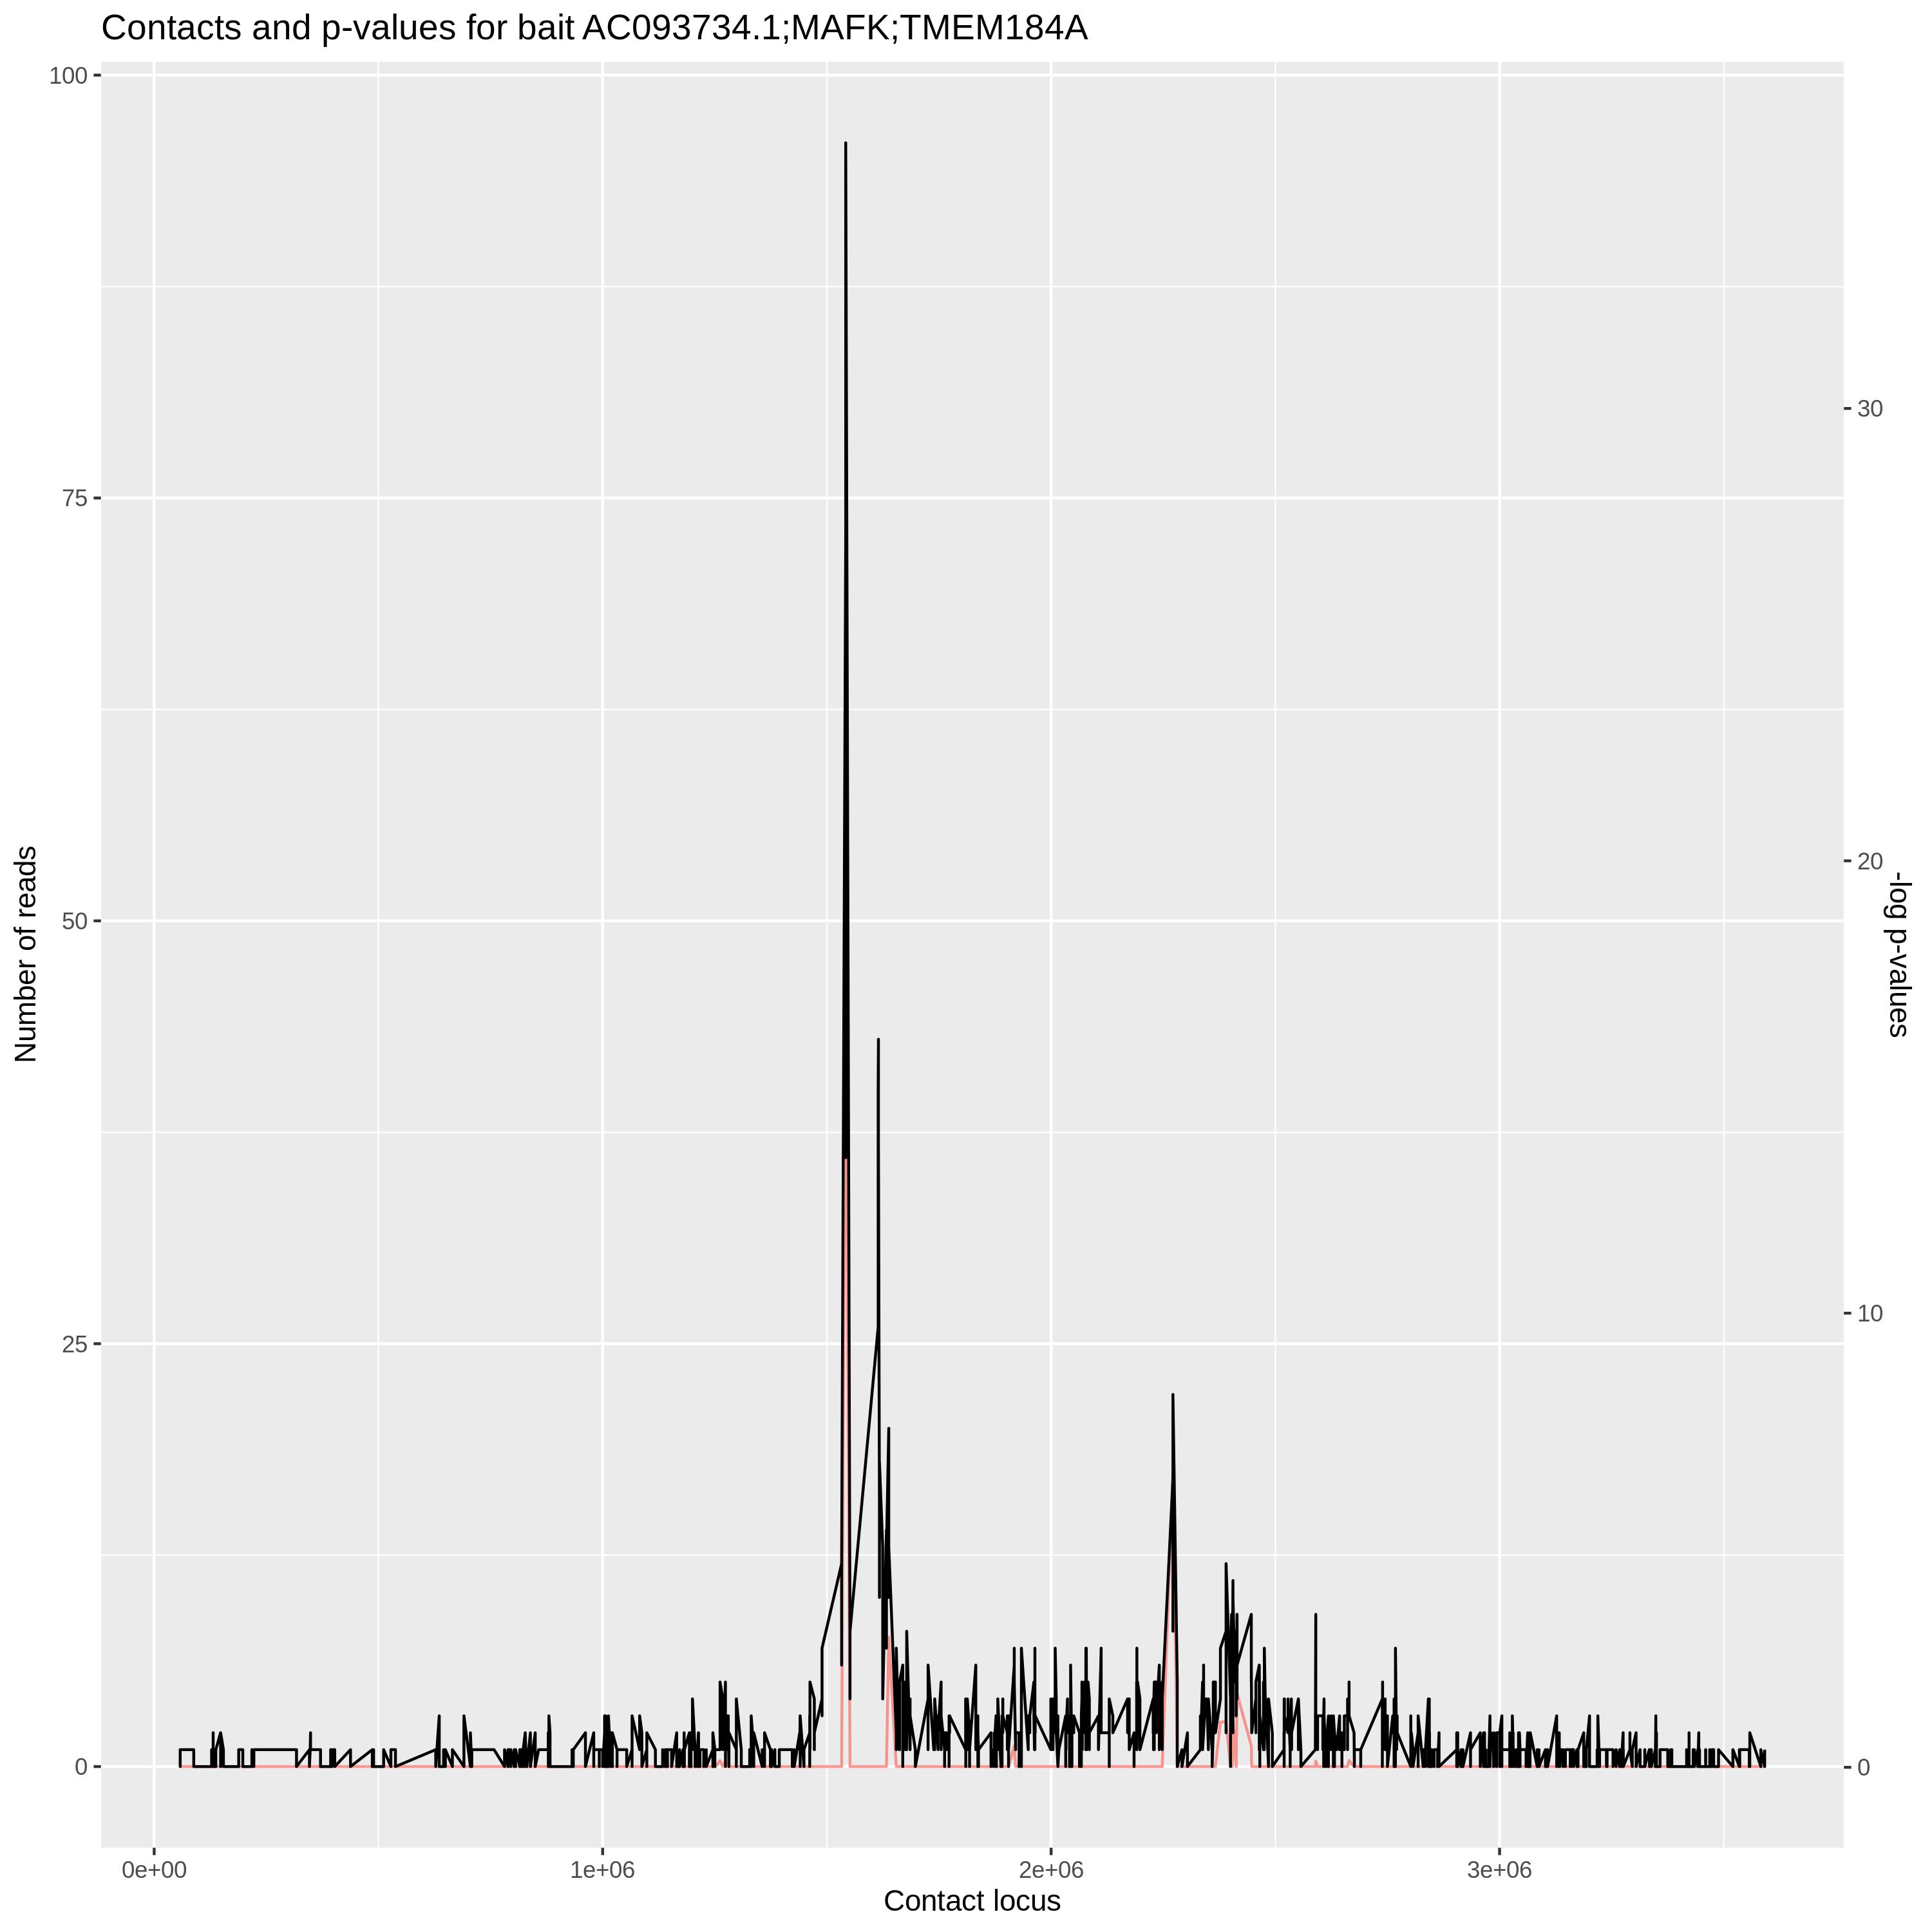 Contacts and p-values for bait AC093734.1;MAFK;TMEM184A
100
75
50
25
0
Number of reads
30
20
10
0
-log p-values
0e+00
1e+06
2e+06
3e+06
Contact locus